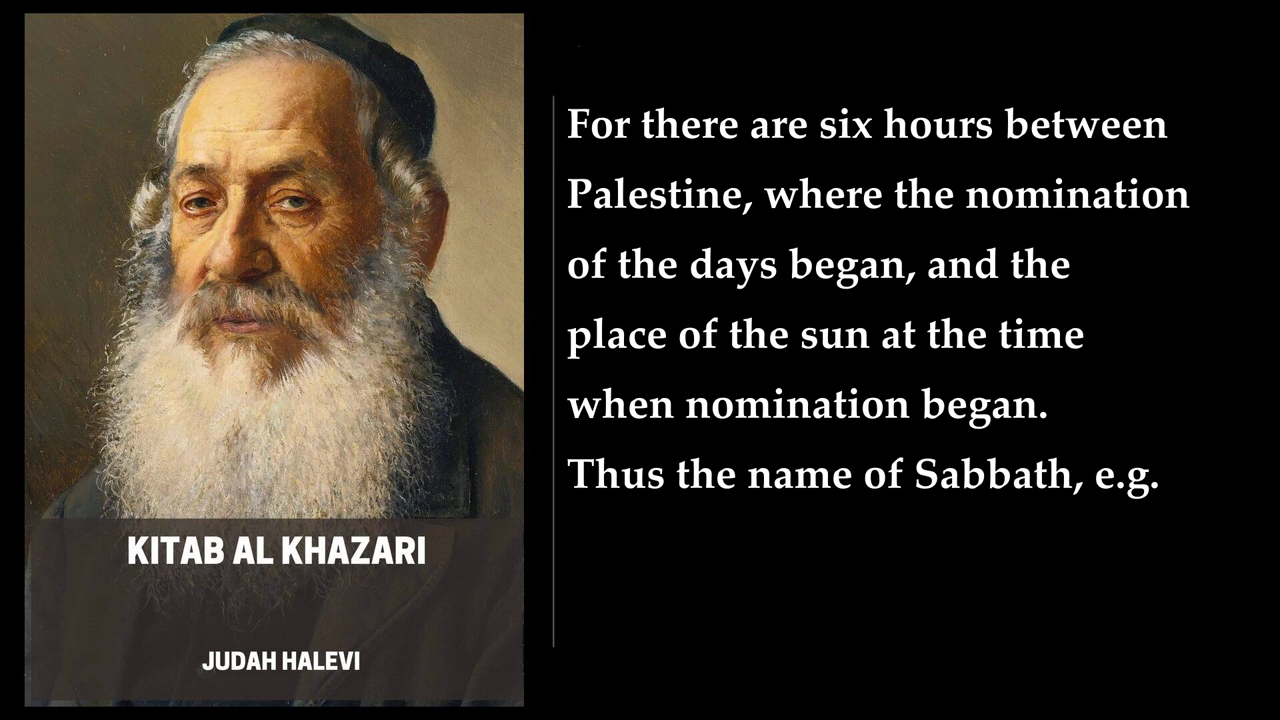 KITAB AL KHAZARI
JUDAH HALEVI
For there are six hours between
Palestine, where the nomination
of the days began, and the
place of the sun at the time
when nomination began.
Thus the name of Sabbath, e.g.